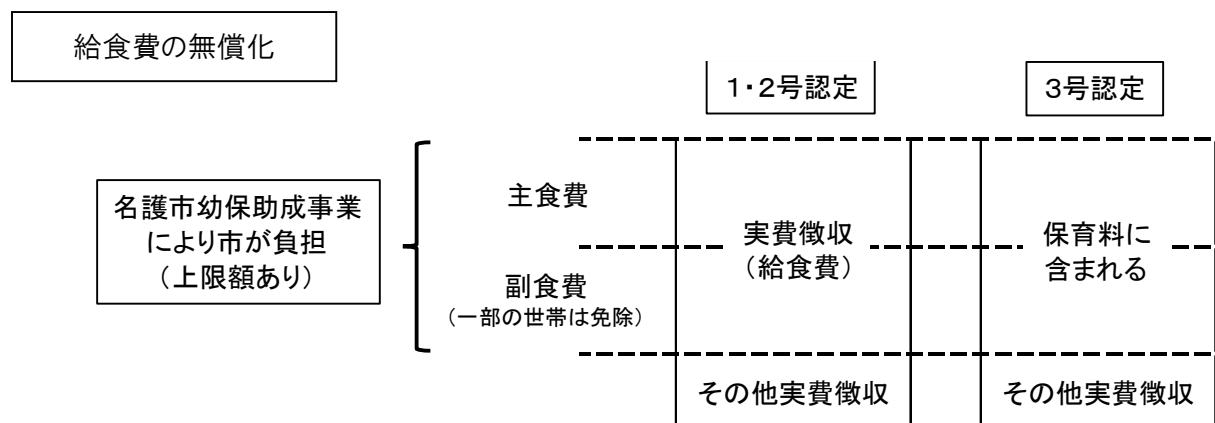 給食費の無償化
1・2号認定
3号認定
名護市幼保助成事業
により市が負担
（上限額あり）
主食費
副食費
（一部の世帯は免除）
実費徴収
（給食費）
保育料に
含まれる
その他実費徴収
その他実費徴収